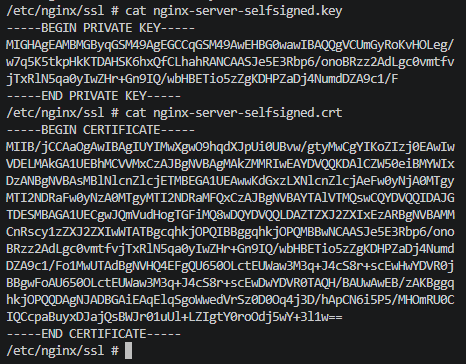 /etc/nginx/ssl # cat nginx-server-selfsigned.key
-----BEGIN PRIVATE KEY-----
MIGHAgEAMBMGByqGSM49AgEGCCqGSM49AwEHBG0wawIBAQQgVCUmGyRoKvHOLeg/
w7q5K5tkpHkKTDAHSK6hxQfCLhahRANCAASJe5E3Rbp6/onoBRzz2AdLgc0vmtfv
jTxRlN5qa0yIwZHr+Gn9IQ/wbHBETio5zZgKDHPZaDj4NumdDZA9c1/F
-----END PRIVATE KEY-----
/etc/nginx/ssl # cat nginx-server-selfsigned.crt
-----BEGIN CERTIFICATE-----
MIIB/jCCAaOgAwIBAgIUYIMwXgwO9hqdXJpUi0UBvw/gtyMwCgYIKoZIzj0EAwIw
VDELMAkGA1UEBhMCVVMxCzAJBgNVBAgMAkZMMRIwEAYDVQQKDAlCZW50eiBMYWIx
DzANBgNVBAsMBlNlcnZlcjETMBEGA1UEAwwKdGxzLXNlcnZlcjAeFw0yNjA0MTgy
MTI2NDRaFw0yNzA0MTgyMTI2NDRaMFQxCzAJBgNVBAYTAlVTMQswCQYDVQQIDAJG
TDESMBAGA1UECgwJQmVudHogTGFiMQ8wDQYDVQQLDAZTZXJ2ZXIxEzARBgNVBAMM
CnRscy1zZXJ2ZXIwWTATBgcqhkjOPQIBBggqhkjOPQMBBwNCAASJe5E3Rbp6/ono
BRzz2AdLgc0vmtfvjTxRlN5qa0yIwZHr+Gn9IQ/wbHBETio5zZgKDHPZaDj4Numd
DZA9c1/Fo1MwUTAdBgNVHQ4EFgQU650OLctEUWaw3M3q+J4cS8r+scEwHwYDVR0j
BBgwFoAU650OLctEUWaw3M3q+J4cS8r+scEwDwYDVR0TAQH/BAUwAwEB/zAKBggq
hkjOPQQDAgNJADBGAiEAqElqSgoWwedVrSz0D0Oq4j3D/hApCN6i5P5/MHOmRU0C
IQCcpaBuyxDJajQsBWJr01uUl+LZIgtY0roOdj5wY+3l1w==
-----END CERTIFICATE-----
/etc/nginx/ssl #